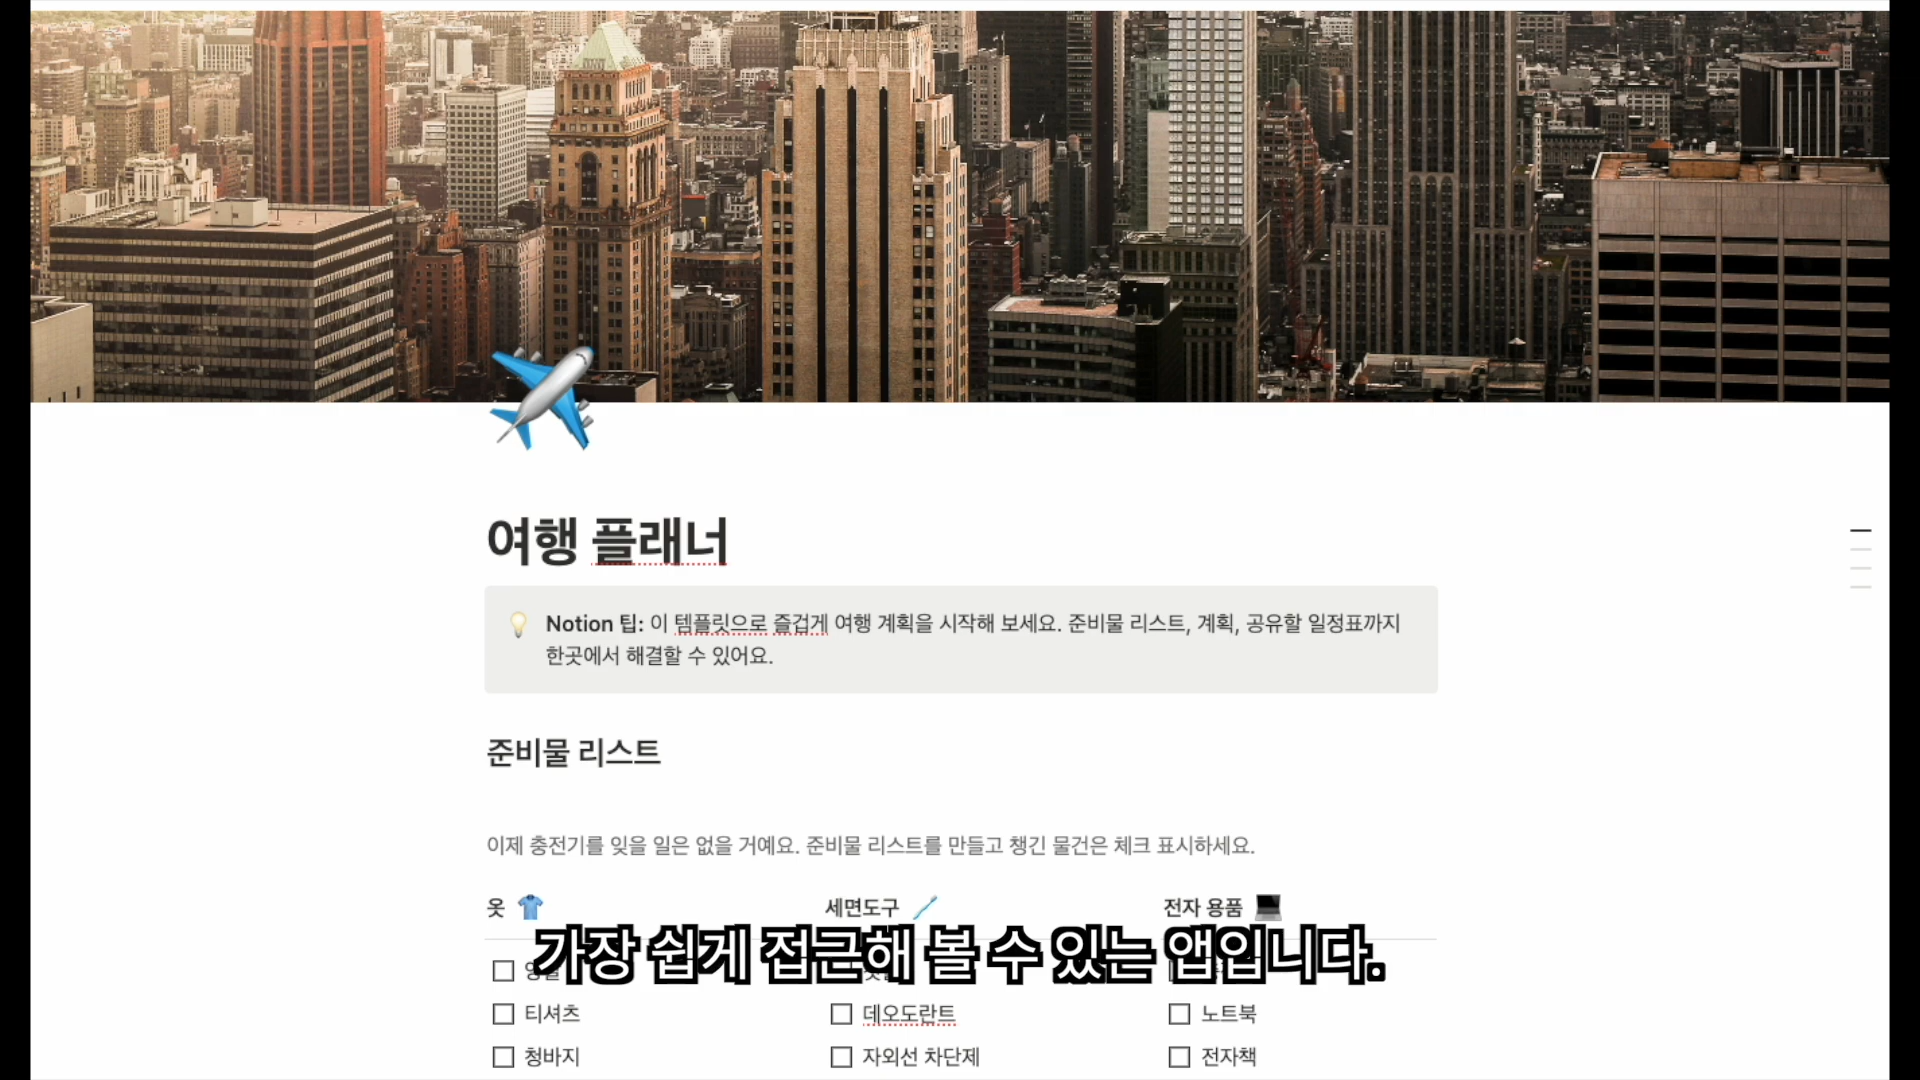 여행 플래너
Notion 팁: 이 템플릿으로 즐겁게 여행 계획을 시작해 보세요. 준비물 리스트, 계획, 공유할 일정표까지
한곳에서 해결할 수 있어요.
준비물 리스트
이제 충전기를 잊을 일은 없을 거예요. 준비물 리스트를 만들고 챙긴 물건은 체크 표시하세요.
옷 세면도구 전자 용품
가장 쉽게 접근해 볼 수 있는 앱입니다.
티셔츠 데오도란트 노트북
청바지 자외선 차단제 전자책